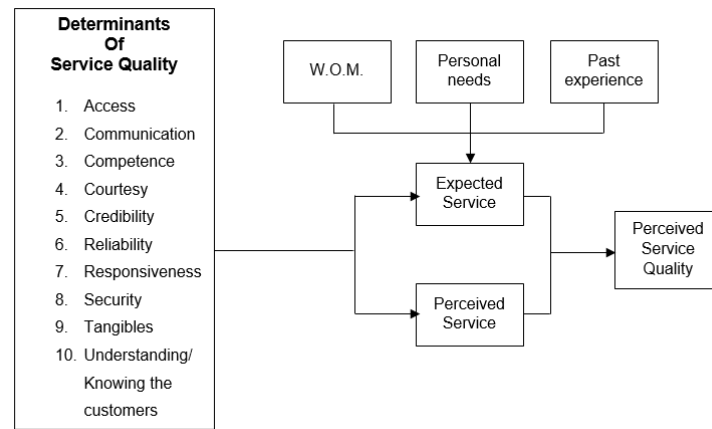 Determinants
Of
Service Quality
1. Access
2. Communication
3. Competence
4. Courtesy
5. Credibility
6. Reliability
7. Responsiveness
8. Security
9. Tangibles
10. Understanding/
Knowing the
customers
W.O.M.
Personal
needs
Past
experience
Expected
Service
Perceived
Service
Perceived
Service
Quality